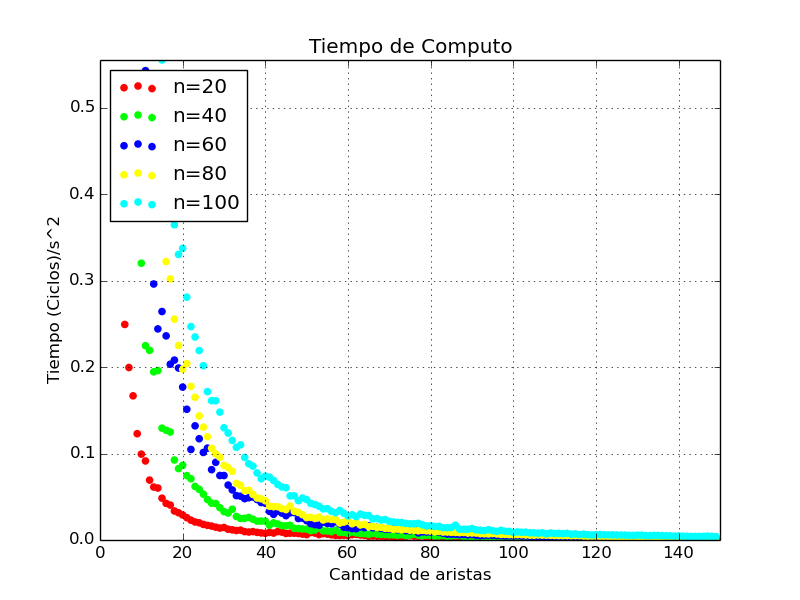 Tiempo de Computo
n=20
n=40
n=60
n=80
n=100
Tiempo (Ciclos)/s^2
0.5
0.4
0.3
0.2
0.1
0.0
0 20 40 60 80 100 120 140
Cantidad de aristas